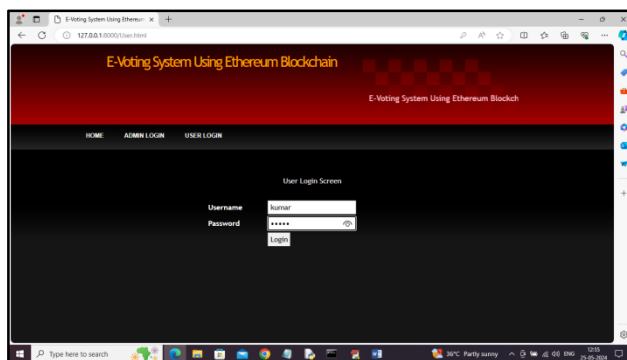 E-Voting System Using Ethereum
127.0.0.1:8000/User.html
E-Voting System Using Ethereum Blockchain
E-Voting System Using Ethereum Blockch
HOME ADMIN LOGIN USER LOGIN
User Login Screen
Username kumar
Password •••••
Login
Type here to search
36°C Partly sunny
ENG
12:55
25-05-2024